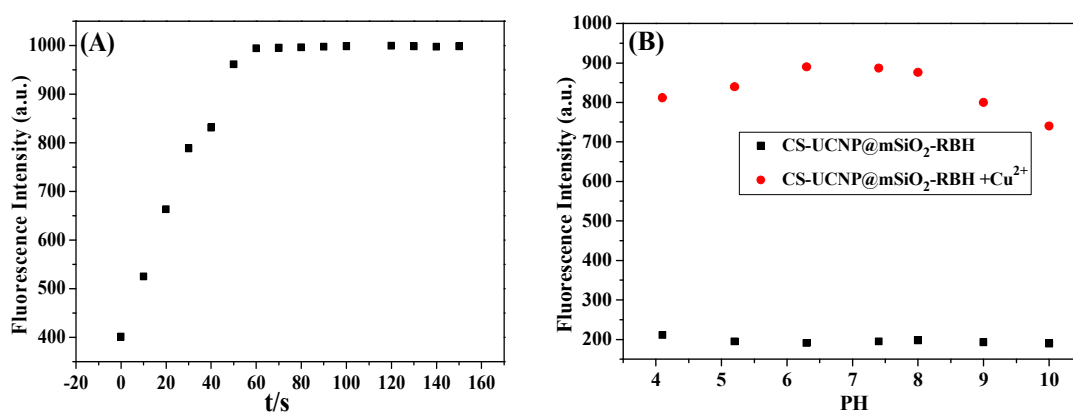 (A)
Fluorescence Intensity (a.u.)
1000
900
800
700
600
500
400
-20 0 20 40 60 80 100 120 140 160
t/s
(B)
Fluorescence Intensity (a.u.)
1000
900
800
700
600
500
400
300
200
CS-UCNP@mSiO₂-RBH
CS-UCNP@mSiO₂-RBH +Cu²⁺
4 5 6 7 8 9 10
PH